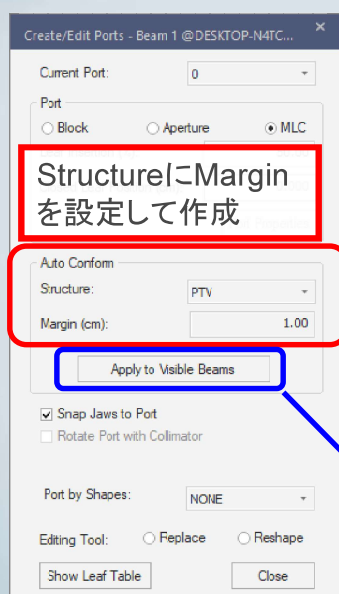 Create/Edit Ports - Beam 1 @DESKTOP-N4TC...
Current Port: 0
Port
Block Aperture MLC
StructureにMargin
を設定して作成
Auto Conform
Structure: PTV
Margin (cm): 1.00
Apply to Visible Beams
Snap Jaws to Port
Rotate Port with Collimator
Port by Shapes: NONE
Editing Tool: Replace Reshape
Show Leaf Table Close